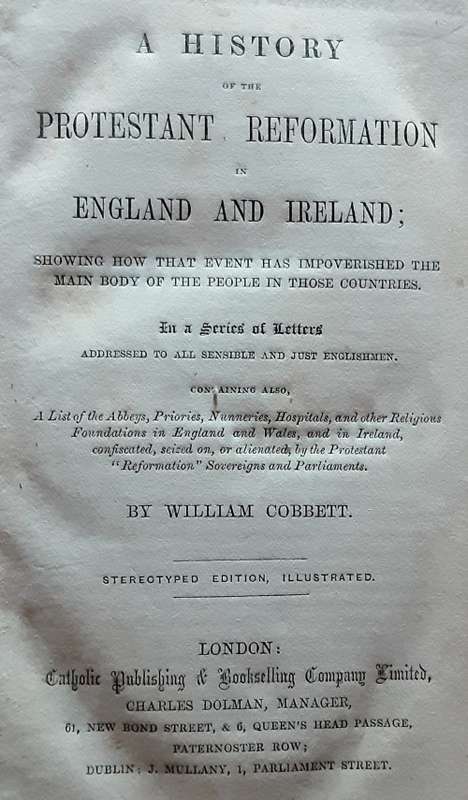 A HISTORY
OF THE
PROTESTANT REFORMATION
IN
ENGLAND AND IRELAND;
SHOWING HOW THAT EVENT HAS IMPOVERISHED THE
MAIN BODY OF THE PEOPLE IN THOSE COUNTRIES.
In a Series of Letters
ADDRESSED TO ALL SENSIBLE AND JUST ENGLISHMEN.
CONTAINING ALSO,
A List of the Abbeys, Priories, Nunneries, Hospitals, and other Religious
Foundations in England and Wales, and in Ireland,
confiscated, seized on, or alienated, by the Protestant
"Reformation" Sovereigns and Parliaments.
BY WILLIAM COBBETT.
STEREOTYPED EDITION, ILLUSTRATED.
LONDON:
Catholic Publishing & Bookselling Company Limited,
CHARLES DOLMAN, MANAGER,
61, NEW BOND STREET, & 6, QUEEN'S HEAD PASSAGE,
PATERNOSTER ROW;
DUBLIN: J. MULLANY, 1, PARLIAMENT STREET.